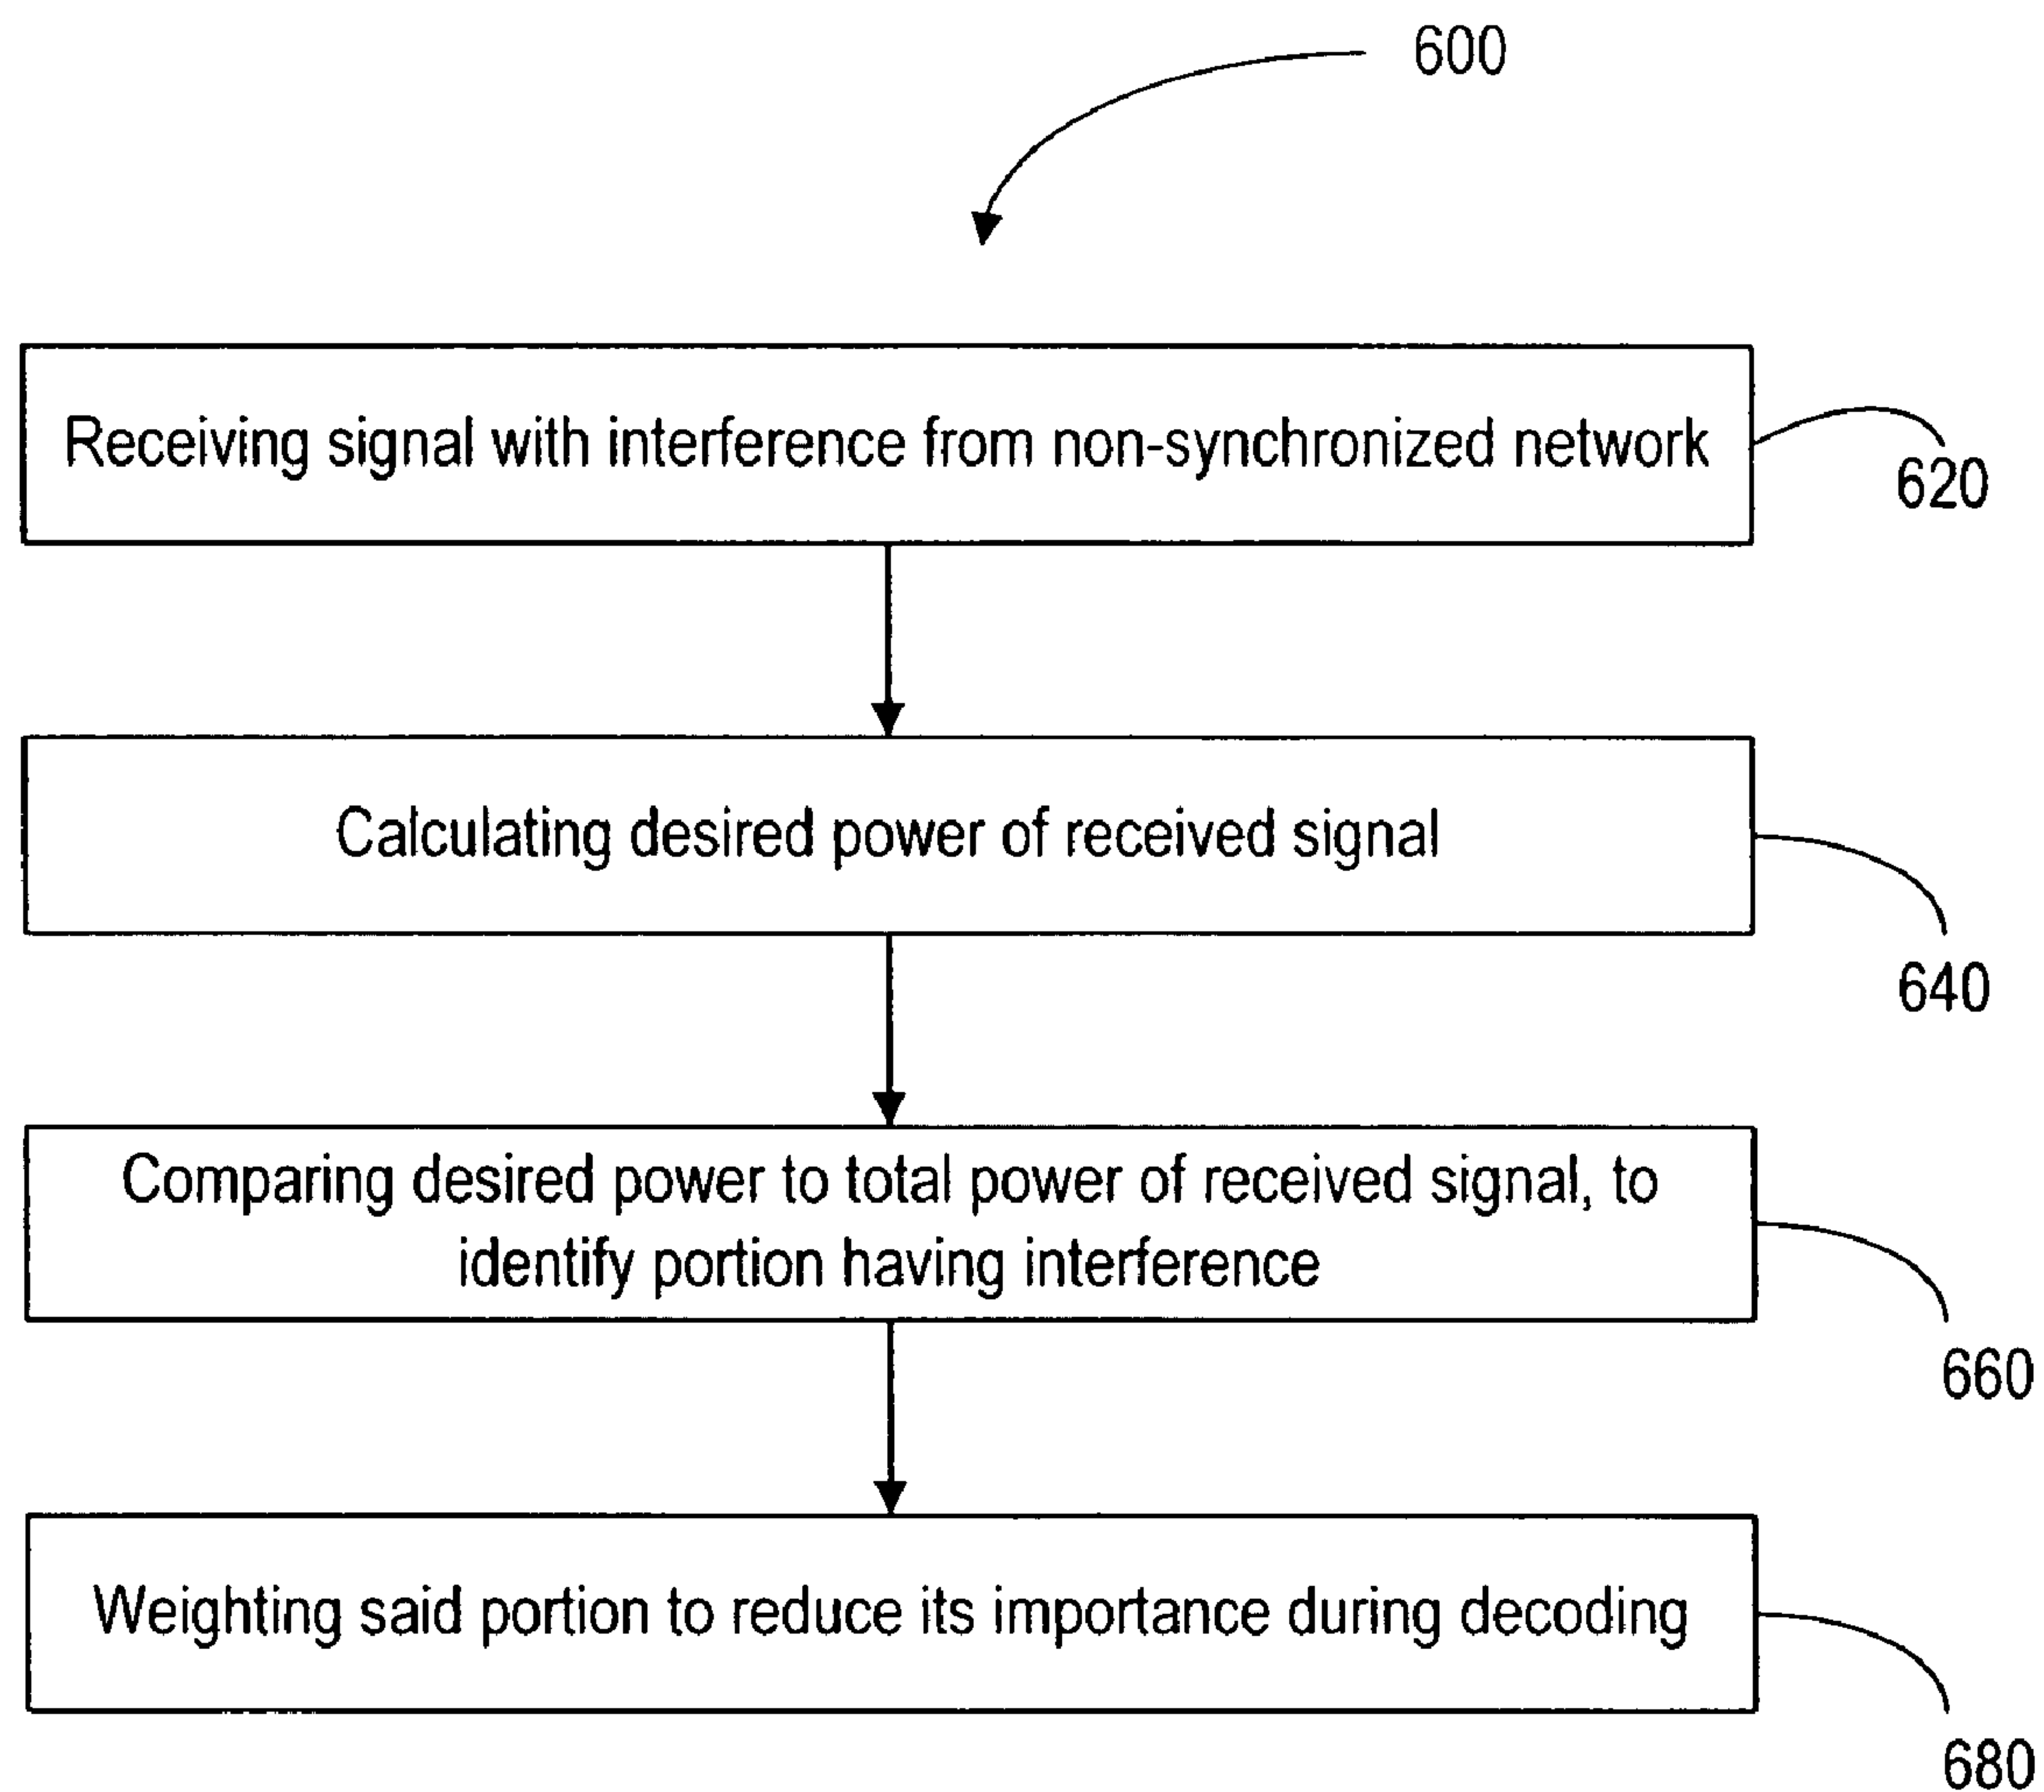 600
Receiving signal with interference from non-synchronized network
620
Calculating desired power of received signal
640
Comparing desired power to total power of received signal, to
identify portion having interference
660
Weighting said portion to reduce its importance during decoding
680